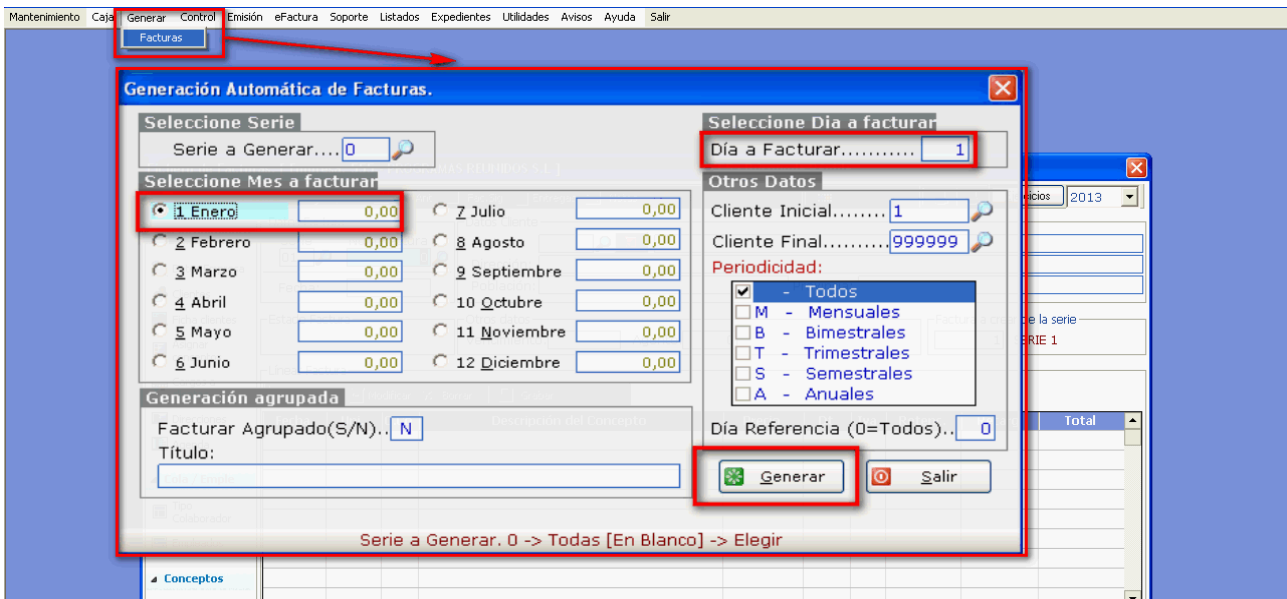 Mantenimiento Caja Generar Control Emisión eFactura Soporte Listados Expedientes Utilidades Avisos Ayuda Salir
Facturas
Generación Automática de Facturas.
Seleccione Serie
Serie a Generar....0
Seleccione Dia a facturar
Día a Facturar........... 1
Seleccione Mes a facturar
1 Enero 0,00
2 Febrero 0,00
3 Marzo 0,00
4 Abril 0,00
5 Mayo 0,00
6 Junio 0,00
7 Julio 0,00
8 Agosto 0,00
9 Septiembre 0,00
10 Octubre 0,00
11 Noviembre 0,00
12 Diciembre 0,00
Otros Datos
Cliente Inicial........1
Cliente Final..........999999
Periodicidad:
- Todos
M - Mensuales
B - Bimestrales
T - Trimestrales
S - Semestrales
A - Anuales
Día Referencia (0=Todos).. 0
Generación agrupada
Facturar Agrupado(S/N).. N
Título:
Generar
Salir
Serie a Generar. 0 -> Todas [En Blanco] -> Elegir
2013
de la serie
Descripción del Concepto
Total
Conceptos